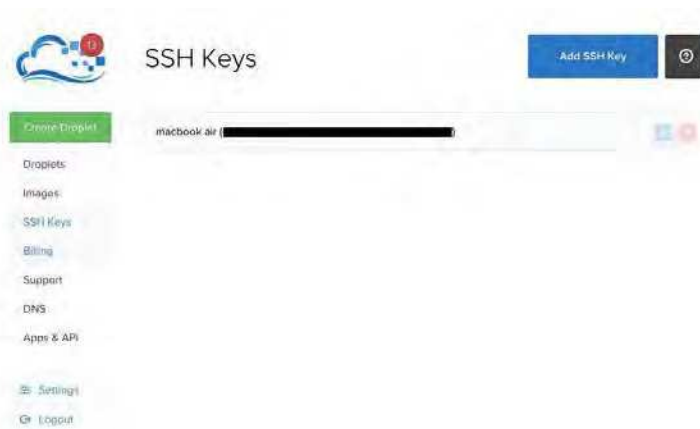 13
SSH Keys
Add SSH Key
Create Droplet
macbook air (
)
Droplets
Images
SSH Keys
Billing
Support
DNS
Apps & API
Settings
Logout